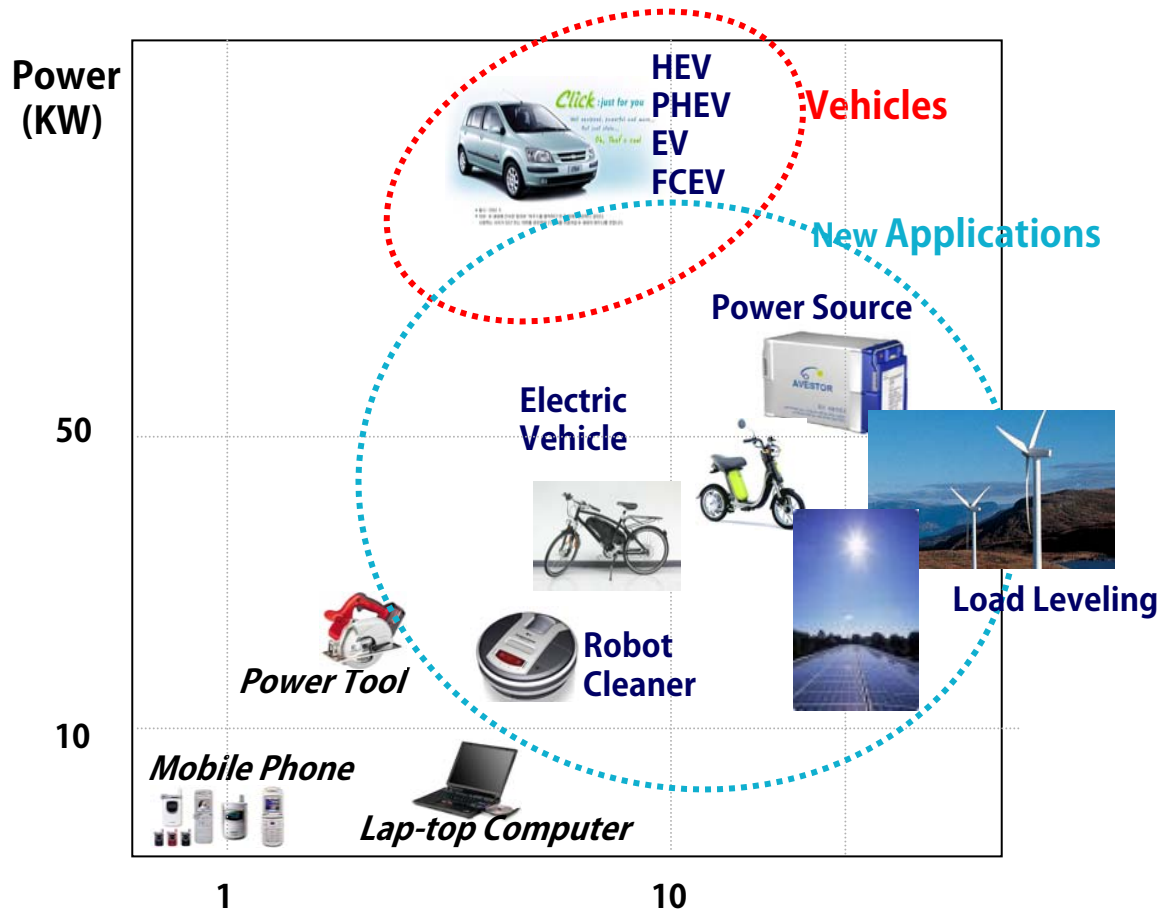 Power
(KW)
HEV
PHEV
EV
FCEV
Click : just for you
Vehicles
New Applications
Power Source
AVESTOR
Electric
Vehicle
50
Load Leveling
Robot
Cleaner
Power Tool
10
Mobile Phone
Lap-top Computer
1
10